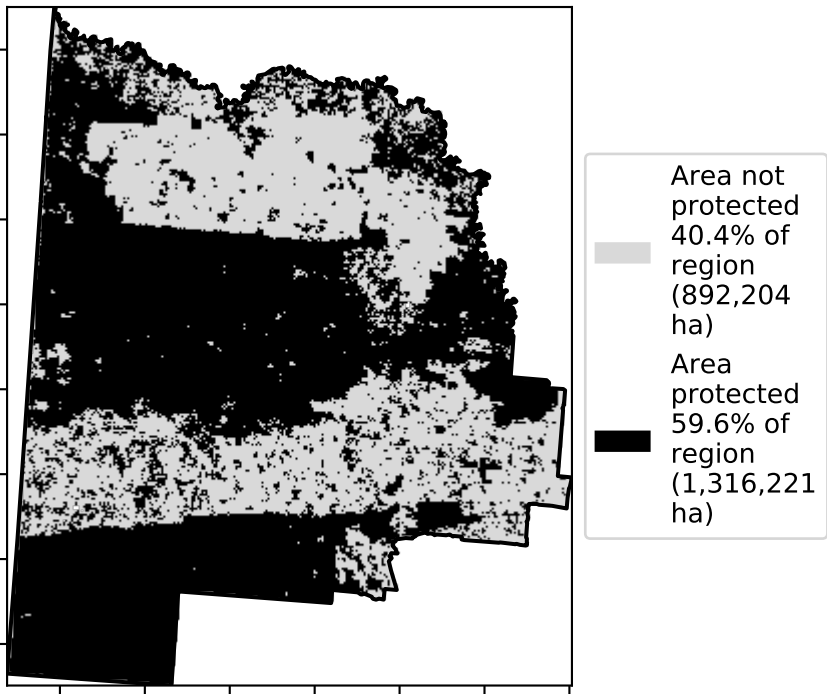 Area not
protected
40.4% of
region
(892,204
ha)
Area
protected
59.6% of
region
(1,316,221
ha)